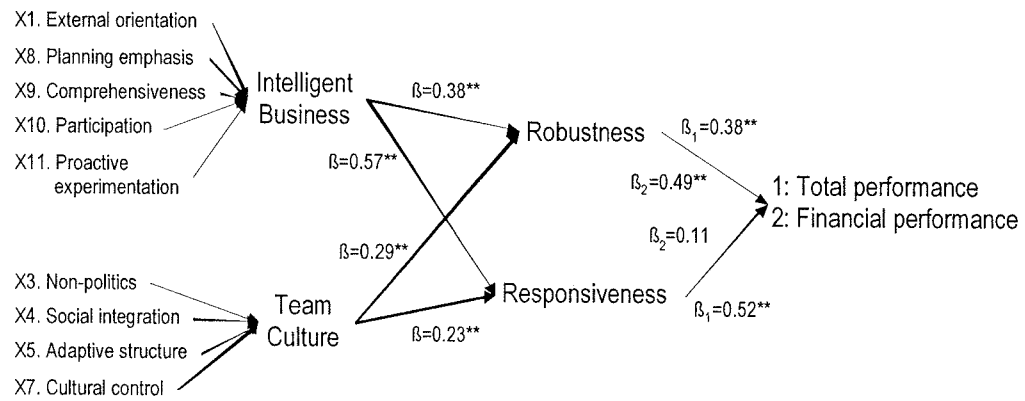 X1. External orientation
X8. Planning emphasis
X9. Comprehensiveness
X10. Participation
X11. Proactive
experimentation
Intelligent
Business
ß=0.38**
ß=0.57**
Robustness
ß1=0.38**
ß2=0.49**
1: Total performance
2: Financial performance
ß2=0.11
ß=0.29**
X3. Non-politics
X4. Social integration
X5. Adaptive structure
X7. Cultural control
Team
Culture
Responsiveness
ß1=0.52**
ß=0.23**